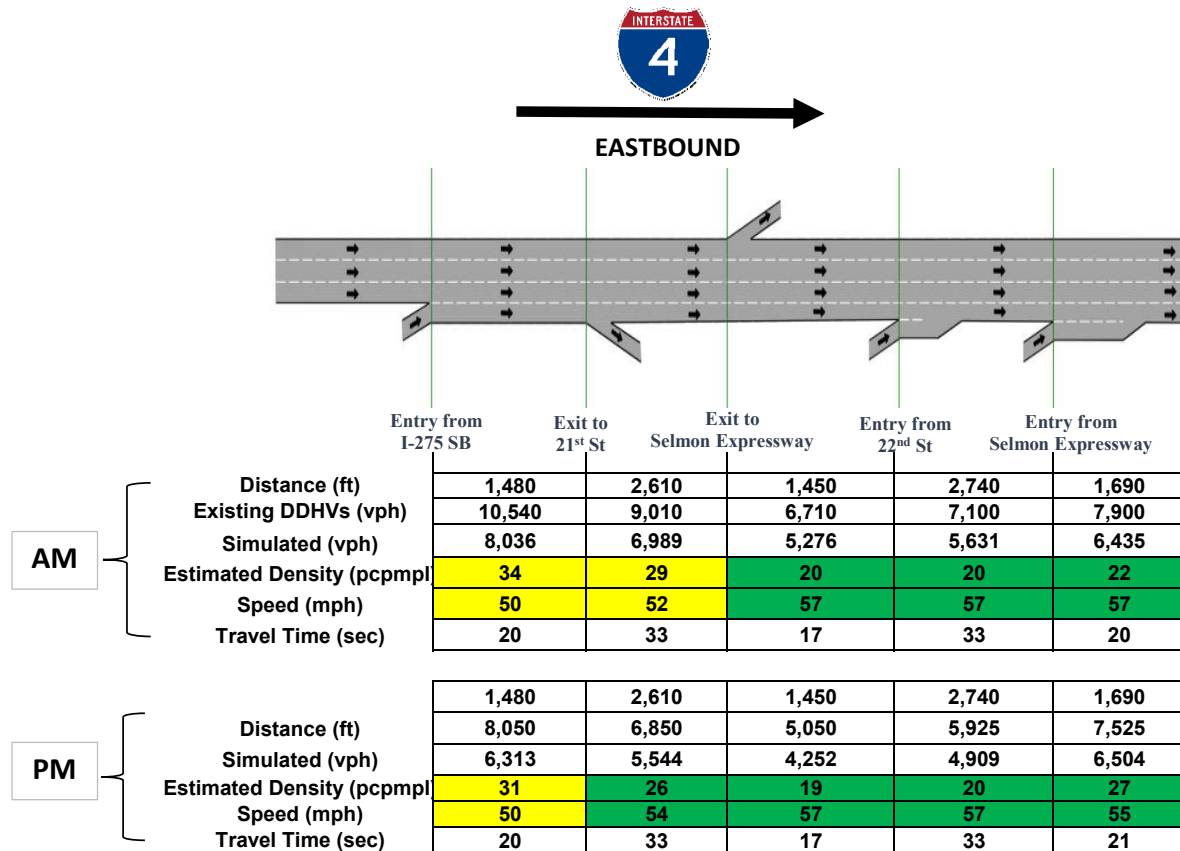 INTERSTATE
4
EASTBOUND
Entry from
I-275 SB
Exit to
21st St
Exit to
Selmon Expressway
Entry from
22nd St
Entry from
Selmon Expressway
AM
Distance (ft) 1,480 2,610 1,450 2,740 1,690
Existing DDHVs (vph) 10,540 9,010 6,710 7,100 7,900
Simulated (vph) 8,036 6,989 5,276 5,631 6,435
Estimated Density (pcpmpl) 34 29 20 20 22
Speed (mph) 50 52 57 57 57
Travel Time (sec) 20 33 17 33 20
PM
1,480 2,610 1,450 2,740 1,690
Distance (ft) 8,050 6,850 5,050 5,925 7,525
Simulated (vph) 6,313 5,544 4,252 4,909 6,504
Estimated Density (pcpmpl) 31 26 19 20 27
Speed (mph) 50 54 57 57 55
Travel Time (sec) 20 33 17 33 21